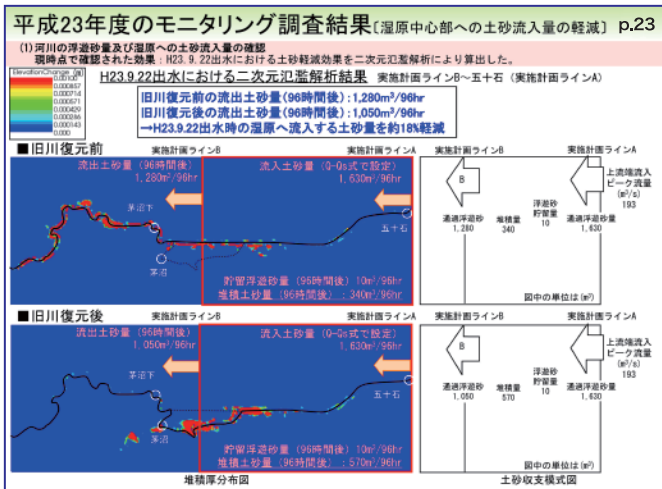 平成23年度のモニタリング調査結果〔湿原中心部への土砂流入量の軽減〕 p.23
(1)河川の浮遊砂量及び湿原への土砂流入量の確認
現時点で確認された効果：H23.9.22出水における土砂軽減効果を二次元氾濫解析により算出した。
ElevationChange [m]
0.00100
0.000857
0.000714
0.000571
0.000429
0.000286
0.000143
0.000
H23.9.22出水における二次元氾濫解析結果 実施計画ラインB〜五十石（実施計画ラインA）
旧川復元前の流出土砂量(96時間後)：1,280m³/96hr
旧川復元後の流出土砂量(96時間後)：1,050m³/96hr
→H23.9.22出水時の湿原へ流入する土砂量を約18%軽減
■旧川復元前
実施計画ラインB
実施計画ラインA
流出土砂量（96時間後）
1,280m³/96hr
流入土砂量（Q-Qs式で設定）
1,630m³/96hr
茅沼下
茅沼
五十石
貯留浮遊砂量（96時間後）10m³/96hr
堆積土砂量（96時間後）：340m³/96hr
実施計画ラインB
実施計画ラインA
B
上流端流入
ピーク流量
(m³/s)
193
通過浮遊砂
1,280
堆積量
340
浮遊砂
貯留量
10
通過浮遊砂量
1,630
図中の単位は(m³)
■旧川復元後
実施計画ラインB
実施計画ラインA
流出土砂量（96時間後）
1,050m³/96hr
流入土砂量（Q-Qs式で設定）
1,630m³/96hr
茅沼下
茅沼
五十石
貯留浮遊砂量（96時間後）10m³/96hr
堆積土砂量（96時間後）：570m³/96hr
実施計画ラインB
実施計画ラインA
B
上流端流入
ピーク流量
(m³/s)
193
通過浮遊砂
1,050
堆積量
570
浮遊砂
貯留量
10
通過浮遊砂量
1,630
図中の単位は(m³)
堆積厚分布図
土砂収支模式図